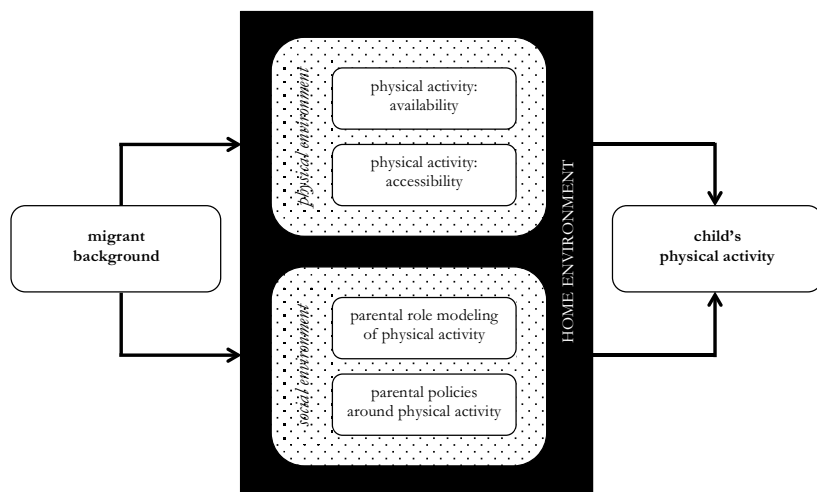 migrant
background
physical environment
physical activity:
availability
physical activity:
accessibility
social environment
parental role modeling
of physical activity
parental policies
around physical activity
HOME ENVIRONMENT
child's
physical activity